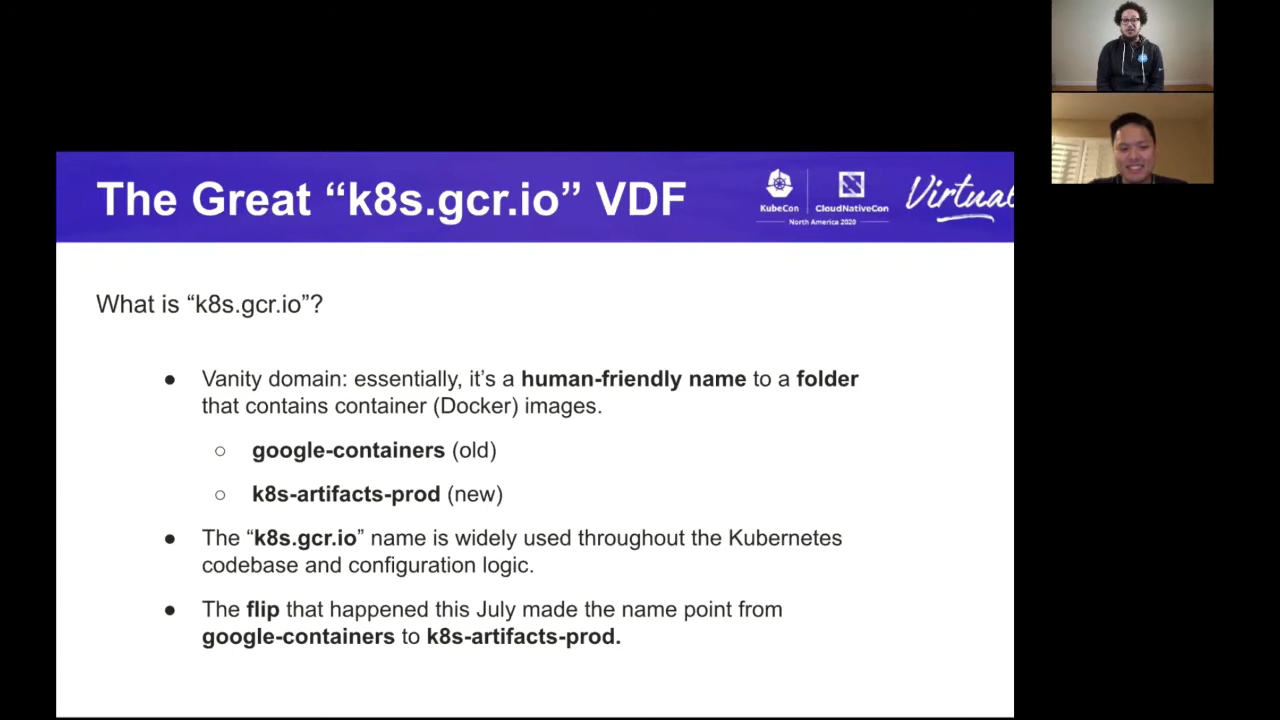 The Great “k8s.gcr.io” VDF
KubeCon
CloudNativeCon
North America 2020
Virtual
What is “k8s.gcr.io”?
● Vanity domain: essentially, it’s a human-friendly name to a folder
that contains container (Docker) images.
○ google-containers (old)
○ k8s-artifacts-prod (new)
● The “k8s.gcr.io” name is widely used throughout the Kubernetes
codebase and configuration logic.
● The flip that happened this July made the name point from
google-containers to k8s-artifacts-prod.